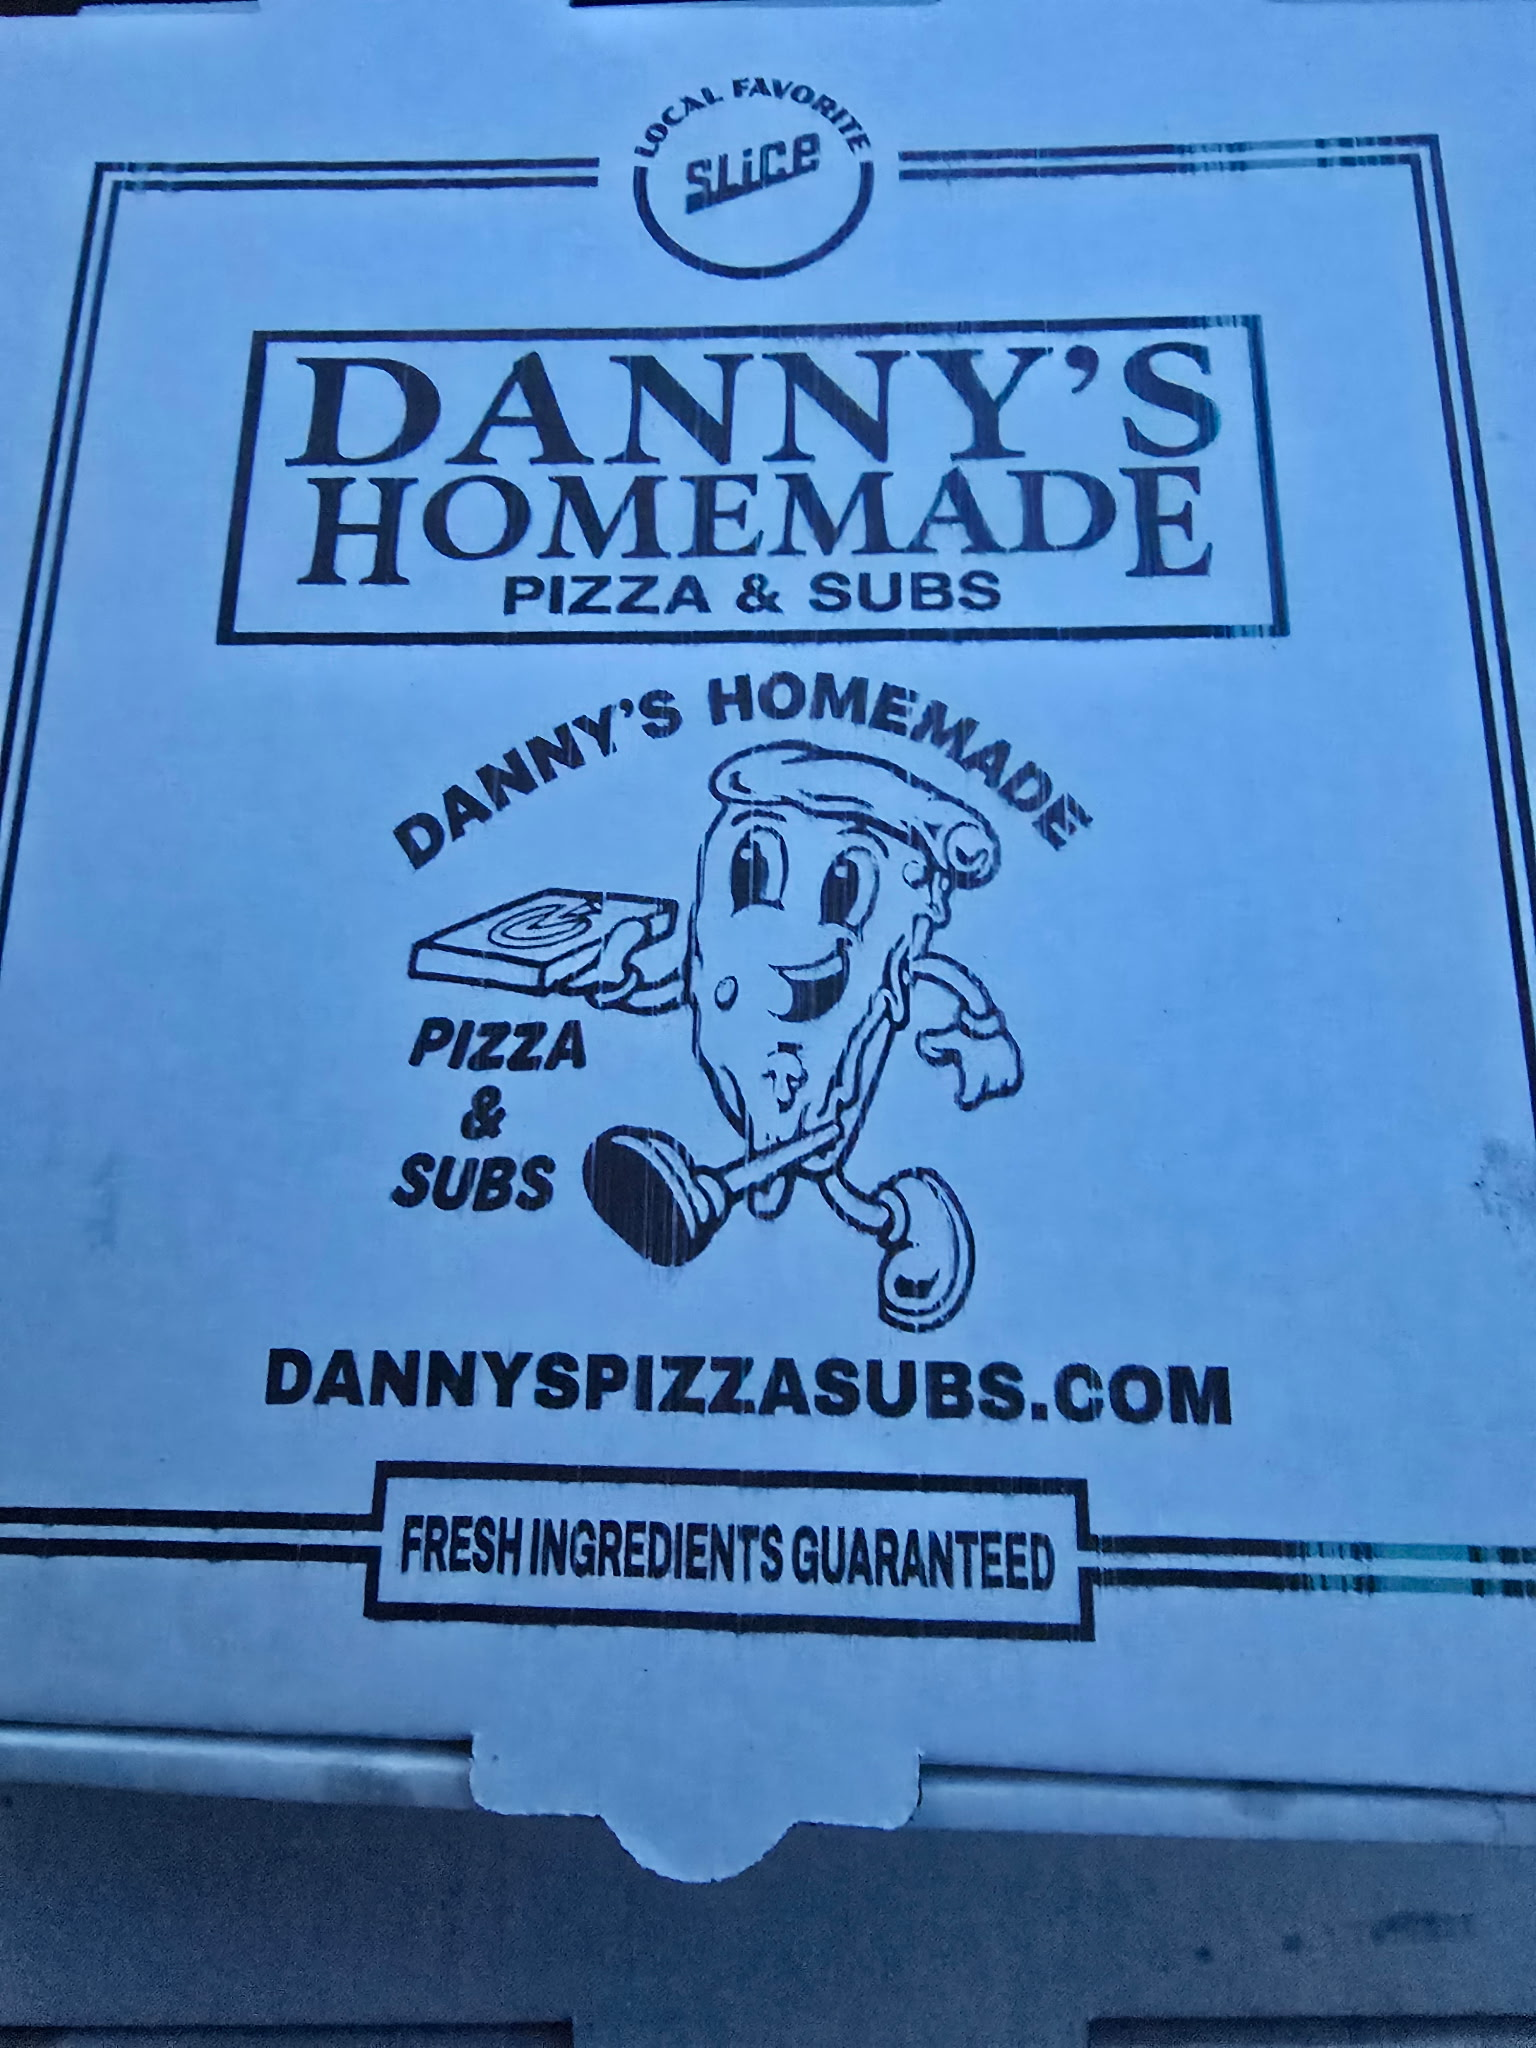 LOCAL FAVORITE
SLiCE
DANNY'S
HOMEMADE
PIZZA & SUBS
DANNY'S HOMEMADE
PIZZA
&
SUBS
DANNYSPIZZASUBS.COM
FRESH INGREDIENTS GUARANTEED